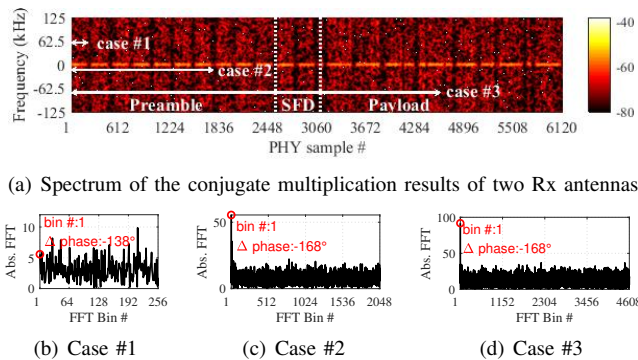 Frequency (kHz)
125
62.5
0
-62.5
-125
case #1
case #2
case #3
Preamble
SFD
Payload
1 612 1224 1836 2448 3060 3672 4284 4896 5508 6120
PHY sample #
-40
-60
-80
(a) Spectrum of the conjugate multiplication results of two Rx antennas
Abs. FFT
10
5
0
bin #:1
Δ phase:-138°
1 64 128 192 256
FFT Bin #
(b) Case #1
Abs. FFT
50
0
bin #:1
Δ phase:-168°
1 512 1024 1536 2048
FFT Bin #
(c) Case #2
Abs. FFT
100
50
0
bin #:1
Δ phase:-168°
1 1152 2304 3456 4608
FFT Bin #
(d) Case #3